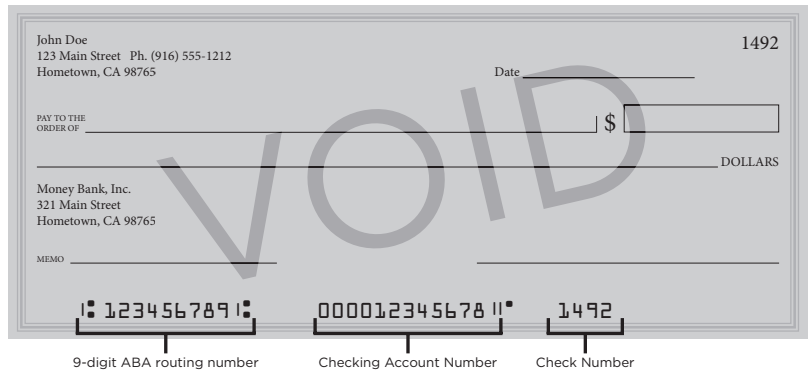 John Doe
1492
123 Main Street Ph. (916) 555-1212
Hometown, CA 98765
Date
PAY TO THE
ORDER OF
$
DOLLARS
VOID
Money Bank, Inc.
321 Main Street
Hometown, CA 98765
MEMO
⑆123456789⑆ 000012345678⑈ 1492
9-digit ABA routing number Checking Account Number Check Number